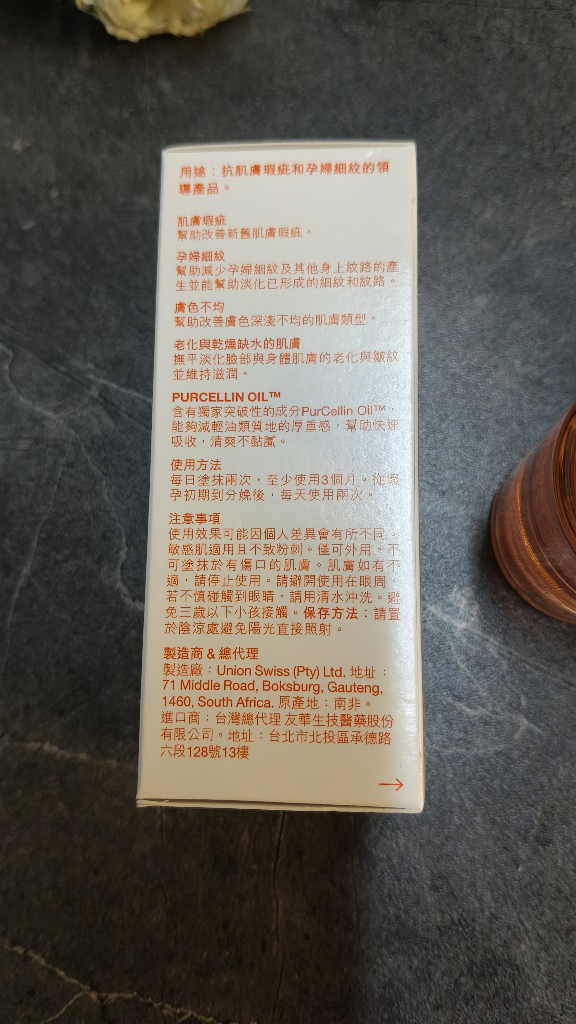 用途：抗肌膚瑕疵和孕婦細紋的領
導產品。
肌膚瑕疵
幫助改善新舊肌膚瑕疵。
孕婦細紋
幫助減少孕婦細紋及其他身上紋路的產
生並能幫助淡化已形成的細紋和紋路。
膚色不均
幫助改善膚色深淺不均的肌膚類型。
老化與乾燥缺水的肌膚
撫平淡化臉部與身體肌膚的老化與皺紋
並維持滋潤。
PURCELLIN OIL™
含有獨家突破性的成分PurCellin Oil™，
能夠減輕油類質地的厚重感，幫助快速
吸收，清爽不黏膩。
使用方法
每日塗抹兩次，至少使用3個月。從懷
孕初期到分娩後，每天使用兩次。
注意事項
使用效果可能因個人差異會有所不同。
敏感肌適用且不致粉刺。僅可外用。不
可塗抹於有傷口的肌膚。肌膚如有不
適，請停止使用。請避開使用在眼周，
若不慎碰觸到眼睛，請用清水沖洗。避
免三歲以下小孩接觸。保存方法：請置
於陰涼處避免陽光直接照射。
製造商 & 總代理
製造廠：Union Swiss (Pty) Ltd. 地址：
71 Middle Road, Boksburg, Gauteng,
1460, South Africa. 原產地：南非。
進口商：台灣總代理 友華生技醫藥股份
有限公司。地址：台北市北投區承德路
六段128號13樓